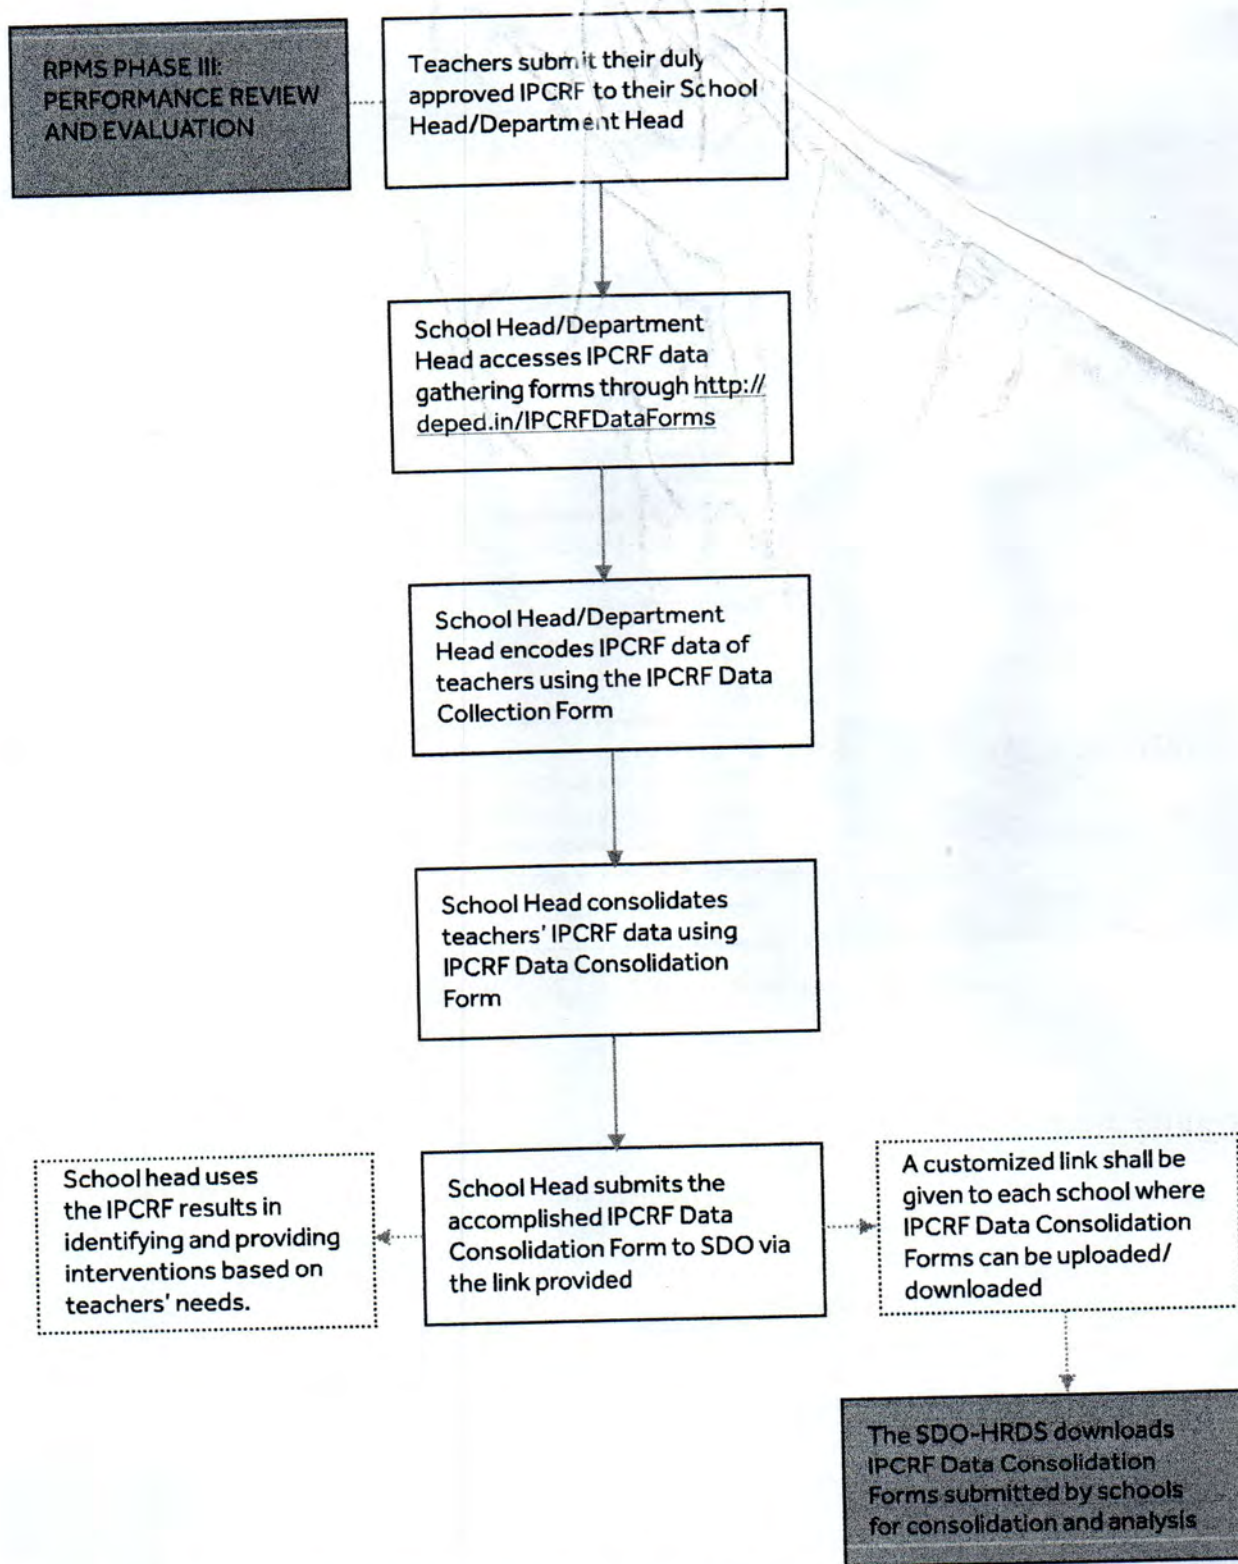 RPMS PHASE III:
PERFORMANCE REVIEW
AND EVALUATION
Teachers submit their duly
approved IPCRF to their School
Head/Department Head
School Head/Department
Head accesses IPCRF data
gathering forms through http://
deped.in/IPCRFDataForms
School Head/Department
Head encodes IPCRF data of
teachers using the IPCRF Data
Collection Form
School Head consolidates
teachers' IPCRF data using
IPCRF Data Consolidation
Form
School head uses
the IPCRF results in
identifying and providing
interventions based on
teachers' needs.
School Head submits the
accomplished IPCRF Data
Consolidation Form to SDO via
the link provided
A customized link shall be
given to each school where
IPCRF Data Consolidation
Forms can be uploaded/
downloaded
The SDO-HRDS downloads
IPCRF Data Consolidation
Forms submitted by schools
for consolidation and analysis